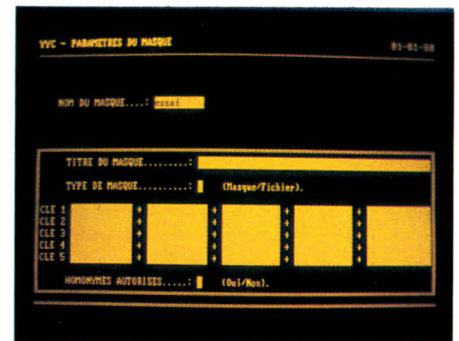 VVC - PARAMETRES DU MASQUE 01-01-80
NOM DU MASQUE....: essai
TITRE DU MASQUE.........:
TYPE DE MASQUE..........: (Masque/Fichier).
CLE 1 + + + +
CLE 2 + + + +
CLE 3 + + + +
CLE 4 + + + +
CLE 5 + + + +
HOMONYMES AUTORISES.....: (Oui/Non).